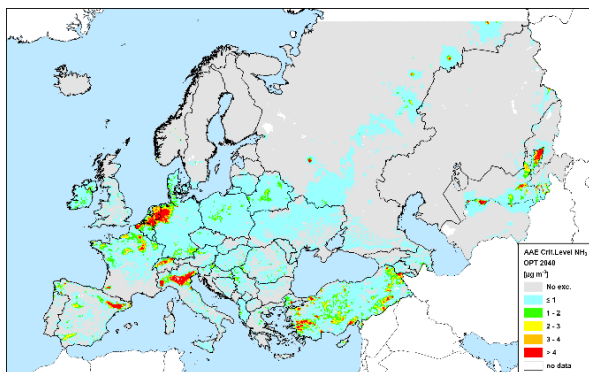 AAE Crit.Level NH₃
OPT 2040
[µg m⁻³]
No exc.
≤ 1
1 - 2
2 - 3
3 - 4
> 4
no data